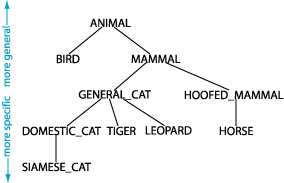 more general
more specific
ANIMAL
BIRD MAMMAL
GENERAL_CAT HOOFED_MAMMAL
DOMESTIC_CAT TIGER LEOPARD HORSE
SIAMESE_CAT